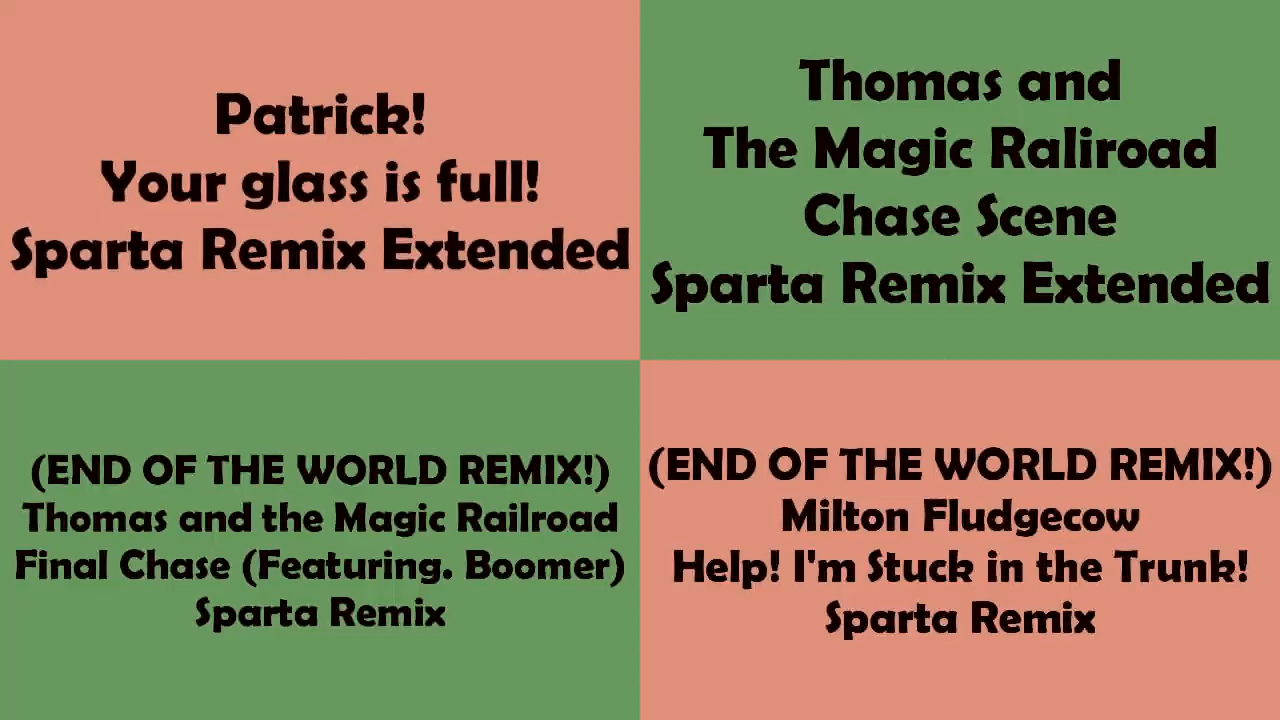 Patrick!
Your glass is full!
Sparta Remix Extended
Thomas and
The Magic Raliroad
Chase Scene
Sparta Remix Extended
(END OF THE WORLD REMIX!)
Thomas and the Magic Railroad
Final Chase (Featuring. Boomer)
Sparta Remix
(END OF THE WORLD REMIX!)
Milton Fludgecow
Help! I'm Stuck in the Trunk!
Sparta Remix